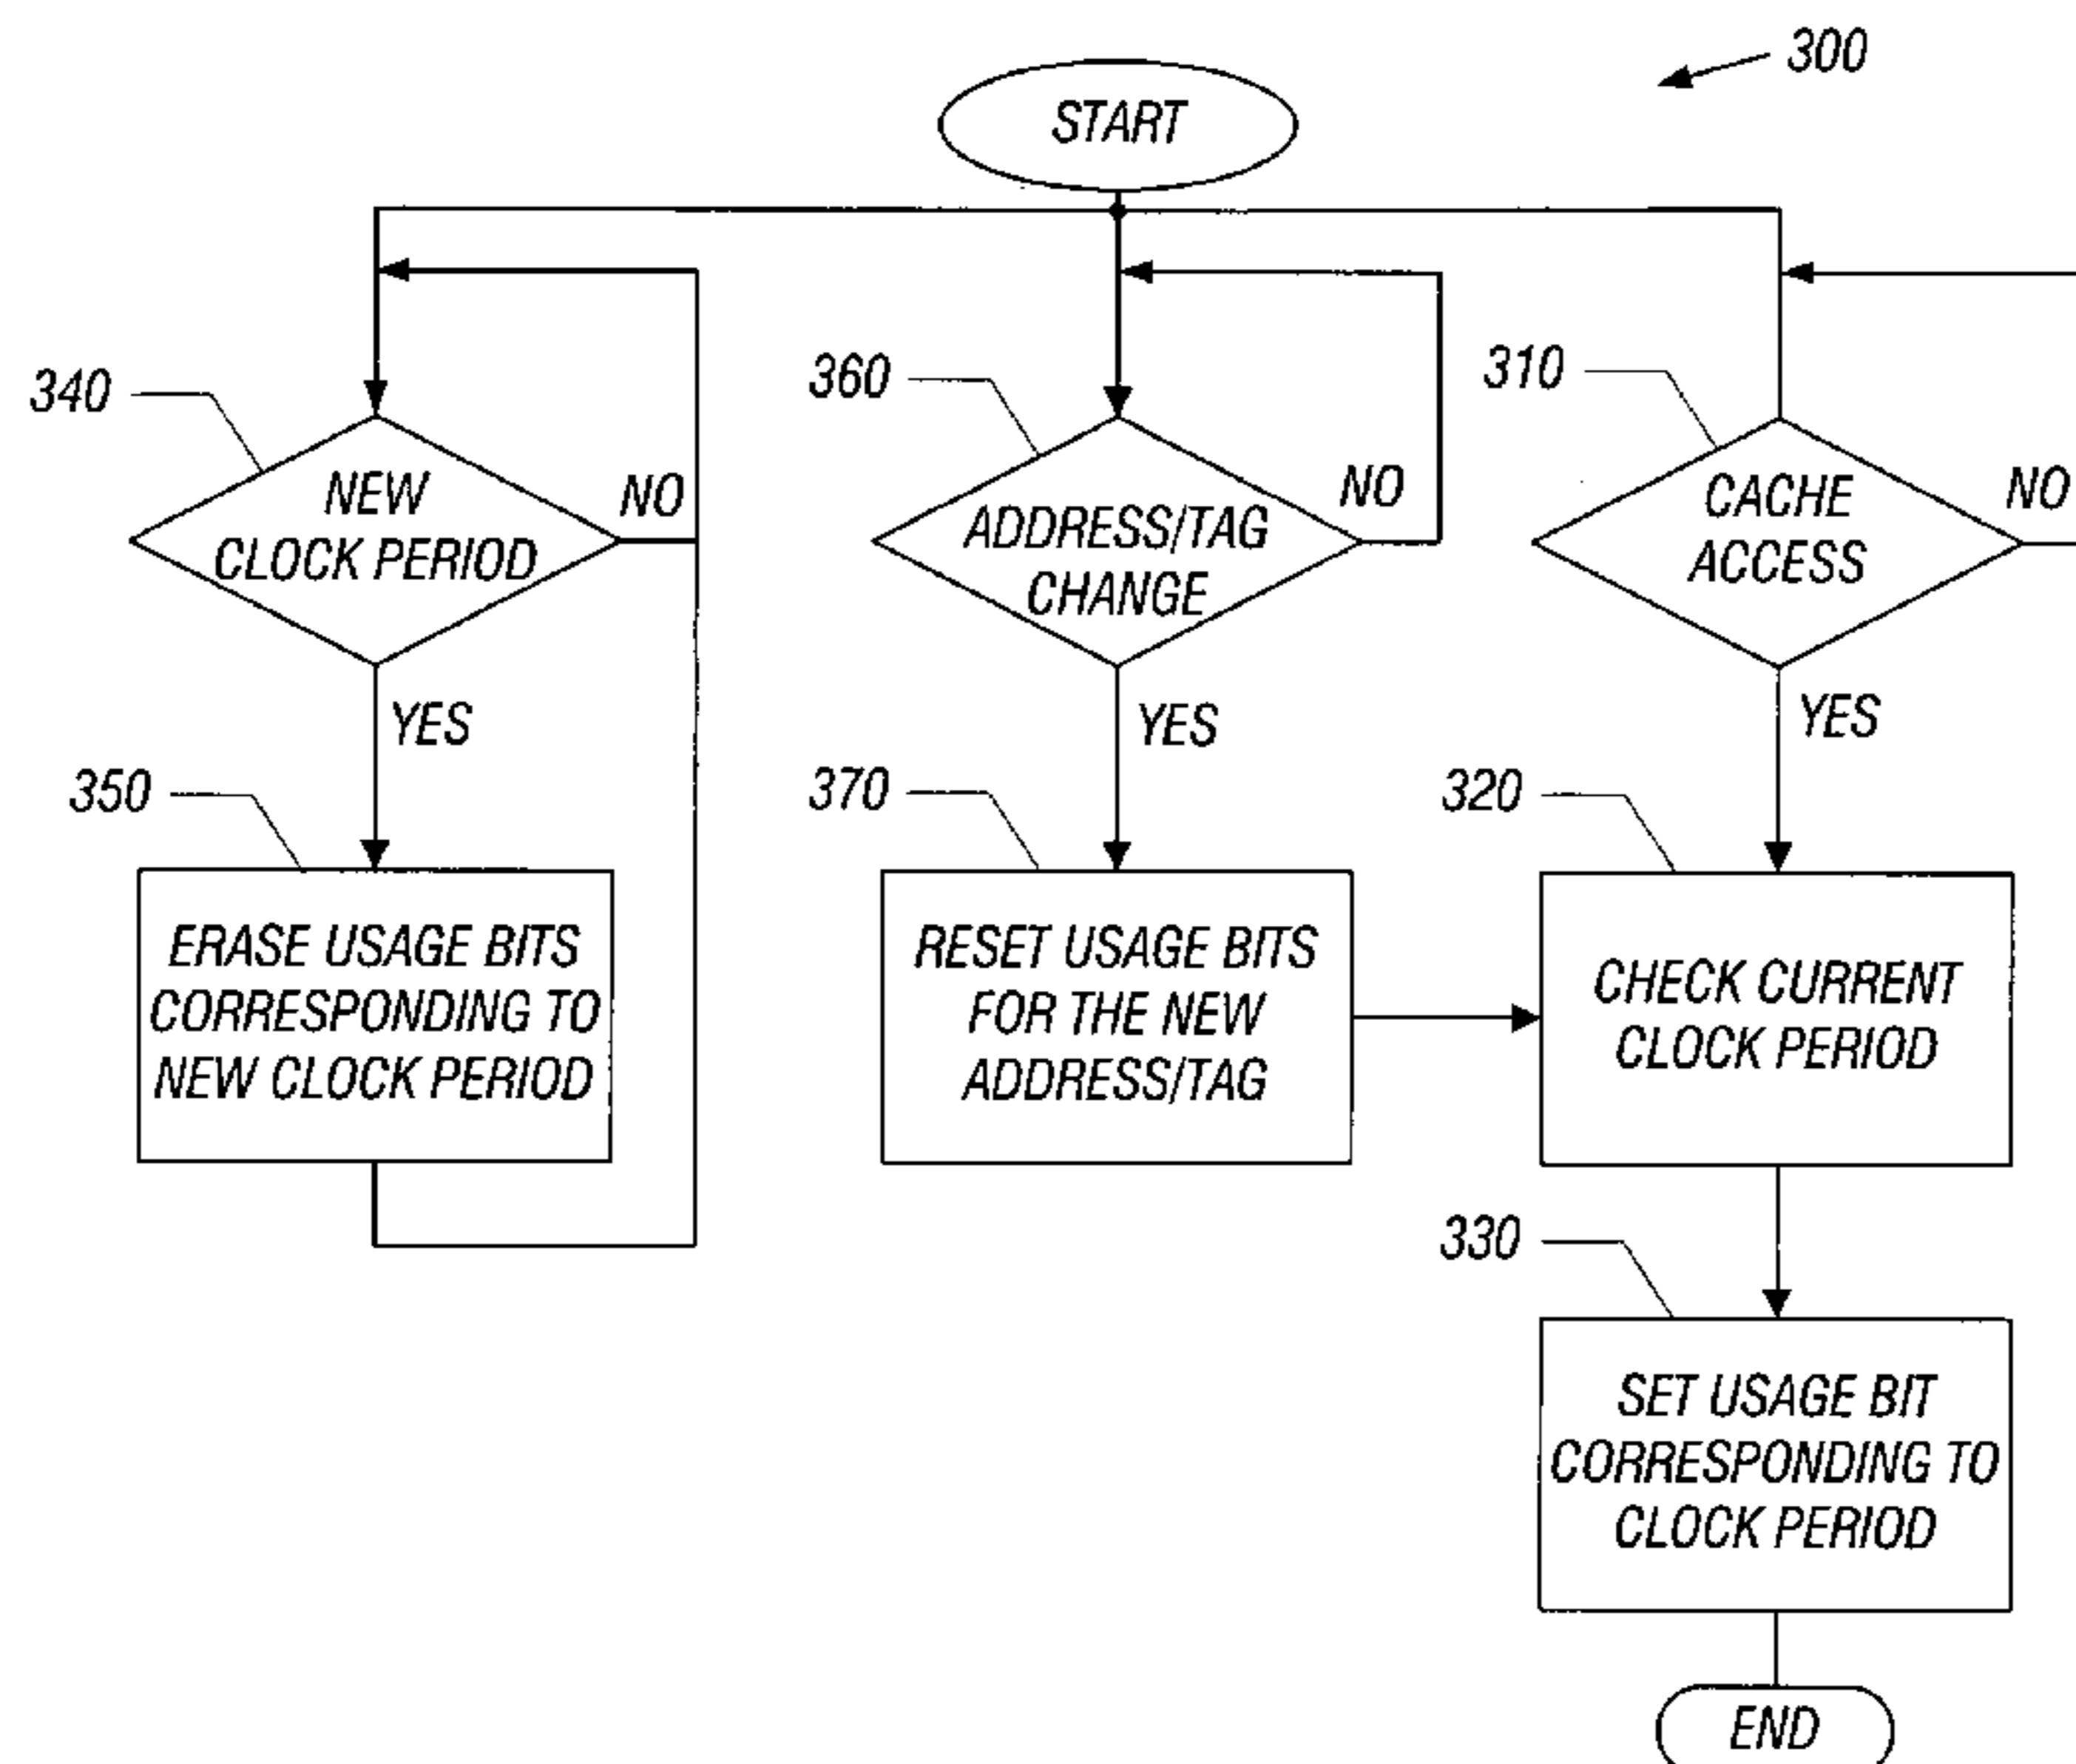 300
START
340
360
310
NEW
CLOCK PERIOD
NO
ADDRESS/TAG
CHANGE
NO
CACHE
ACCESS
NO
YES
YES
YES
350
370
320
ERASE USAGE BITS
CORRESPONDING TO
NEW CLOCK PERIOD
RESET USAGE BITS
FOR THE NEW
ADDRESS/TAG
CHECK CURRENT
CLOCK PERIOD
330
SET USAGE BIT
CORRESPONDING TO
CLOCK PERIOD
END